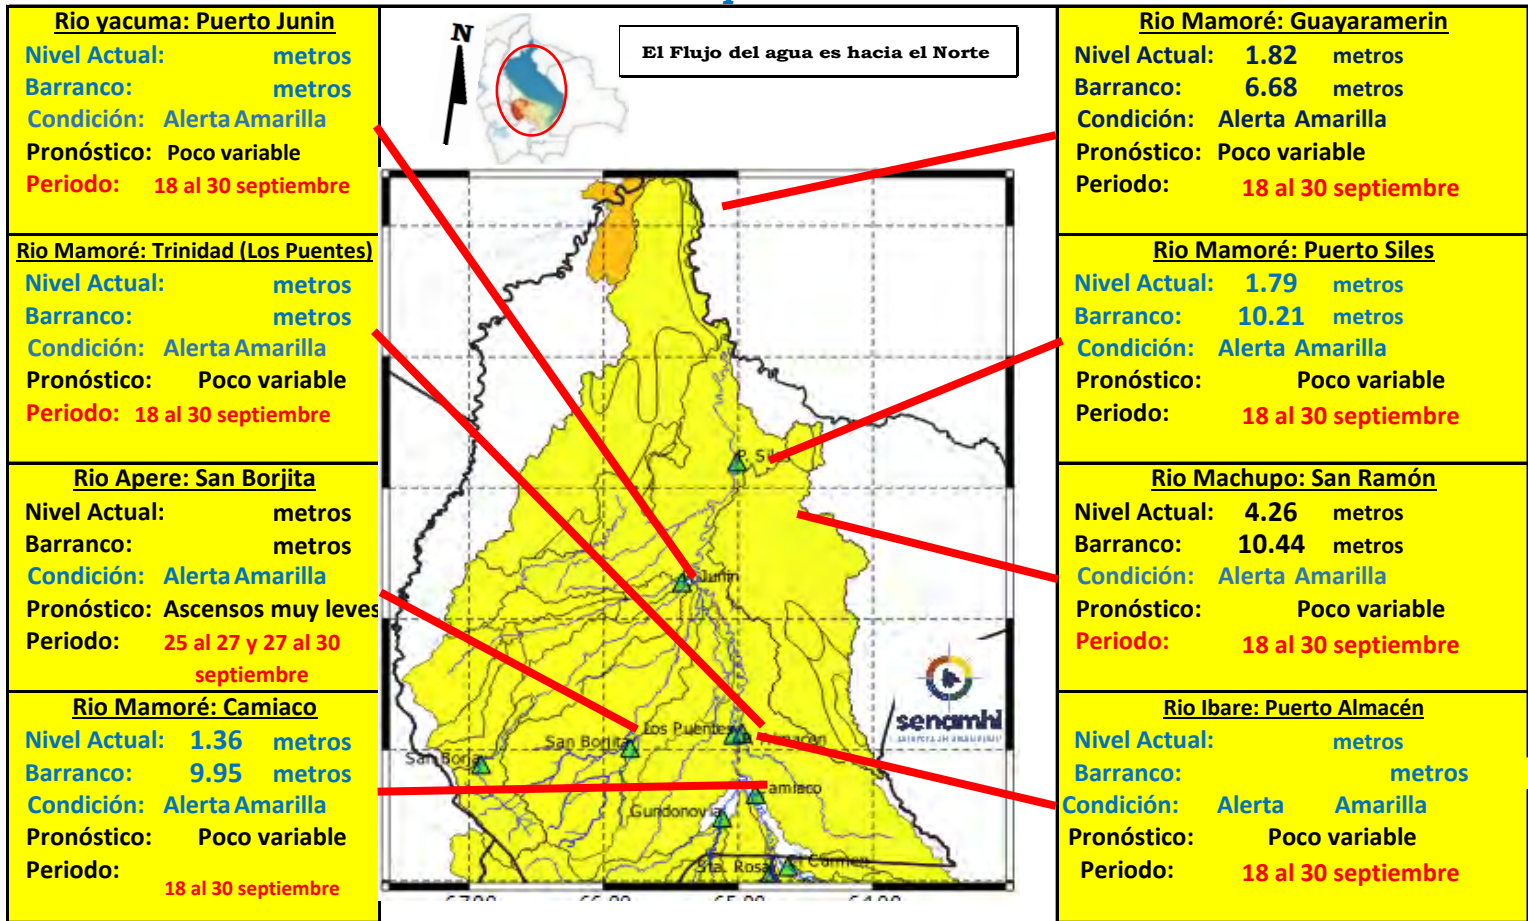 Rio yacuma: Puerto Junin
Nivel Actual: metros
Barranco: metros
Condición: Alerta Amarilla
Pronóstico: Poco variable
Periodo: 18 al 30 septiembre
Rio Mamoré: Trinidad (Los Puentes)
Nivel Actual: metros
Barranco: metros
Condición: Alerta Amarilla
Pronóstico: Poco variable
Periodo: 18 al 30 septiembre
Rio Apere: San Borjita
Nivel Actual: metros
Barranco: metros
Condición: Alerta Amarilla
Pronóstico: Ascensos muy leves
Periodo: 25 al 27 y 27 al 30
septiembre
Rio Mamoré: Camiaco
Nivel Actual: 1.36 metros
Barranco: 9.95 metros
Condición: Alerta Amarilla
Pronóstico: Poco variable
Periodo:
18 al 30 septiembre
N
El Flujo del agua es hacia el Norte
P. Siles
Junin
Los Puentes
San Borjita
P. Almacén
San Borja
Camiaco
Gundonovia
Sta. Rosa
El Carmen
senamhi
Rio Mamoré: Guayaramerin
Nivel Actual: 1.82 metros
Barranco: 6.68 metros
Condición: Alerta Amarilla
Pronóstico: Poco variable
Periodo: 18 al 30 septiembre
Rio Mamoré: Puerto Siles
Nivel Actual: 1.79 metros
Barranco: 10.21 metros
Condición: Alerta Amarilla
Pronóstico: Poco variable
Periodo: 18 al 30 septiembre
Rio Machupo: San Ramón
Nivel Actual: 4.26 metros
Barranco: 10.44 metros
Condición: Alerta Amarilla
Pronóstico: Poco variable
Periodo: 18 al 30 septiembre
Rio Ibare: Puerto Almacén
Nivel Actual: metros
Barranco: metros
Condición: Alerta Amarilla
Pronóstico: Poco variable
Periodo: 18 al 30 septiembre